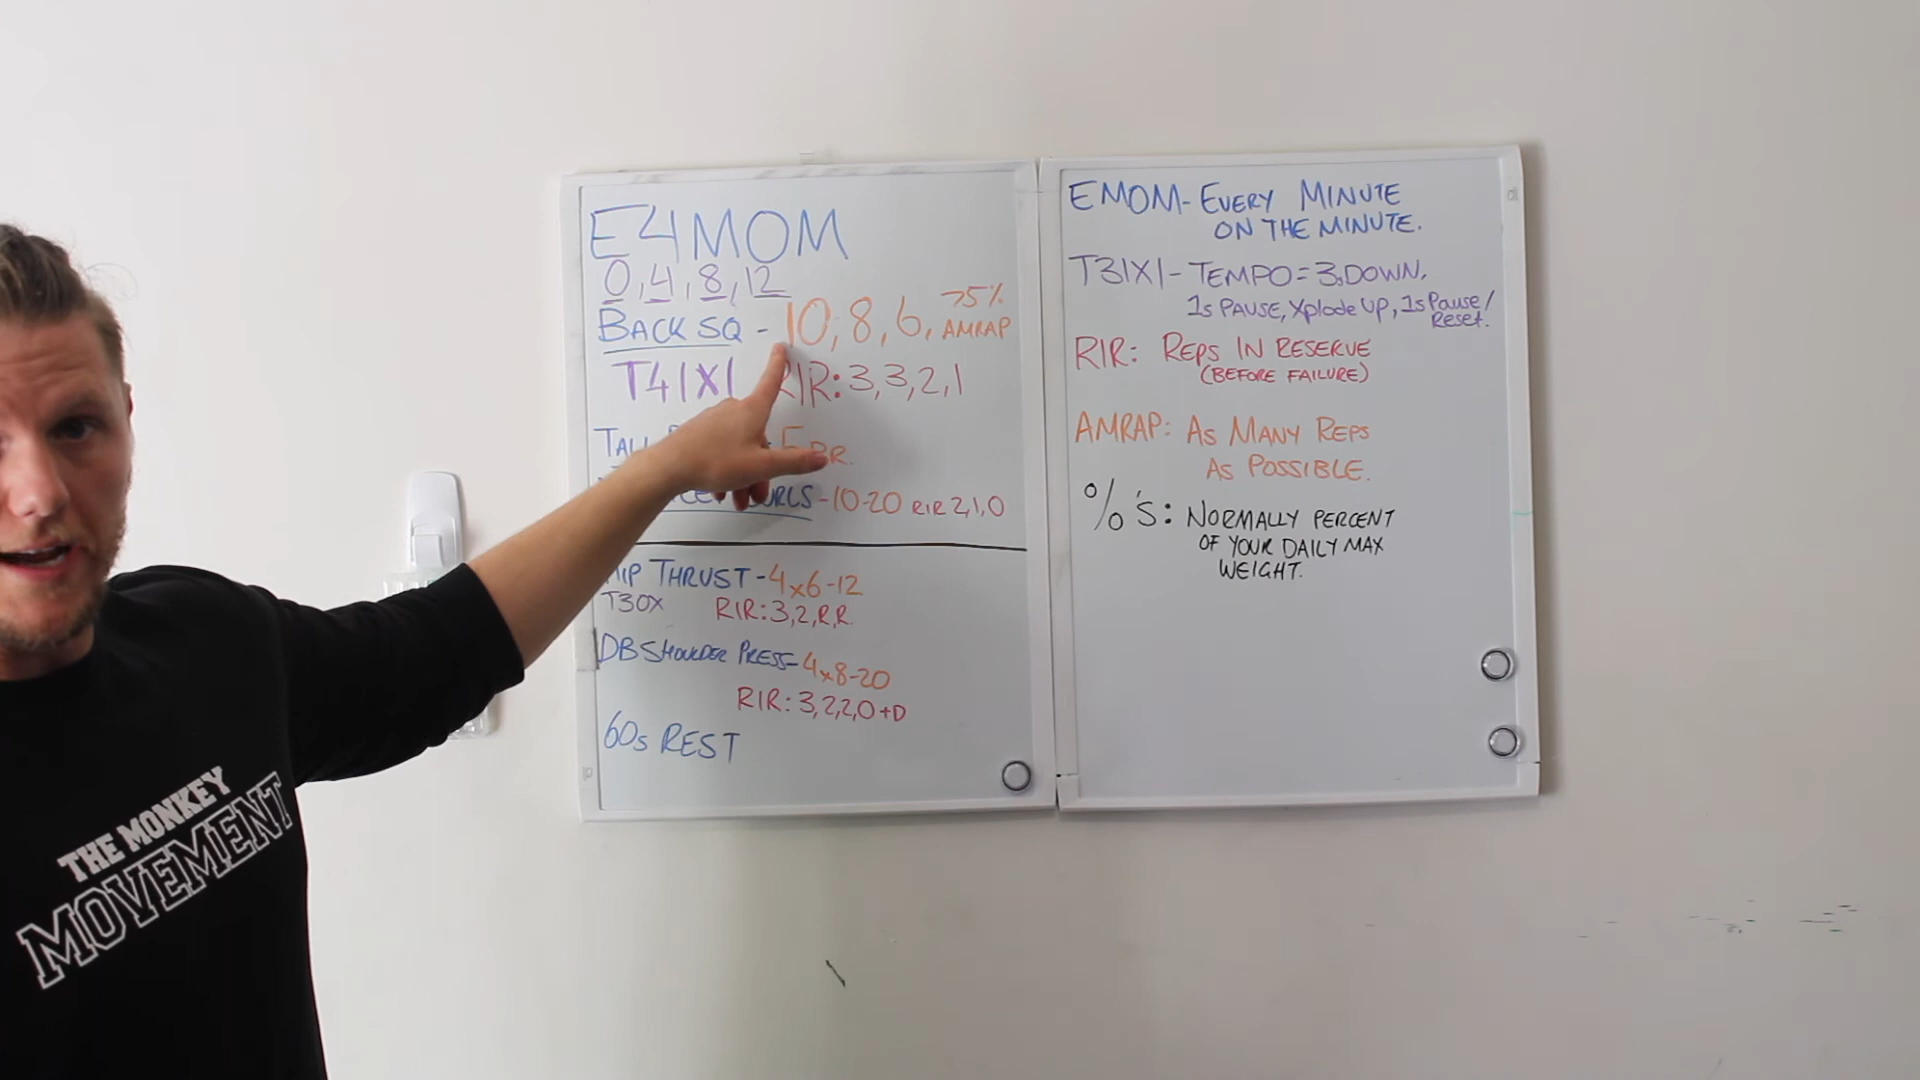 E4MOM
0, 4, 8, 12
BACK SQ - 10, 8, 6, 75% AMRAP
T41X1 RIR: 3, 3, 2, 1
PR.
CURLS - 10-20 RIR 2,1,0
HIP THRUST - 4x6-12
T30X RIR: 3,2,R,R.
DB SHOULDER PRESS - 4x8-20
RIR: 3,2,2,0+D
60s REST
EMOM - EVERY MINUTE
ON THE MINUTE.
T31X1 - TEMPO = 3s DOWN,
1s PAUSE, XPLODE UP, 1s PAUSE/
RESET.
RIR: REPS IN RESERVE
(BEFORE FAILURE)
AMRAP: AS MANY REPS
AS POSSIBLE.
%'S: NORMALLY PERCENT
OF YOUR DAILY MAX
WEIGHT.
THE MONKEY
MOVEMENT